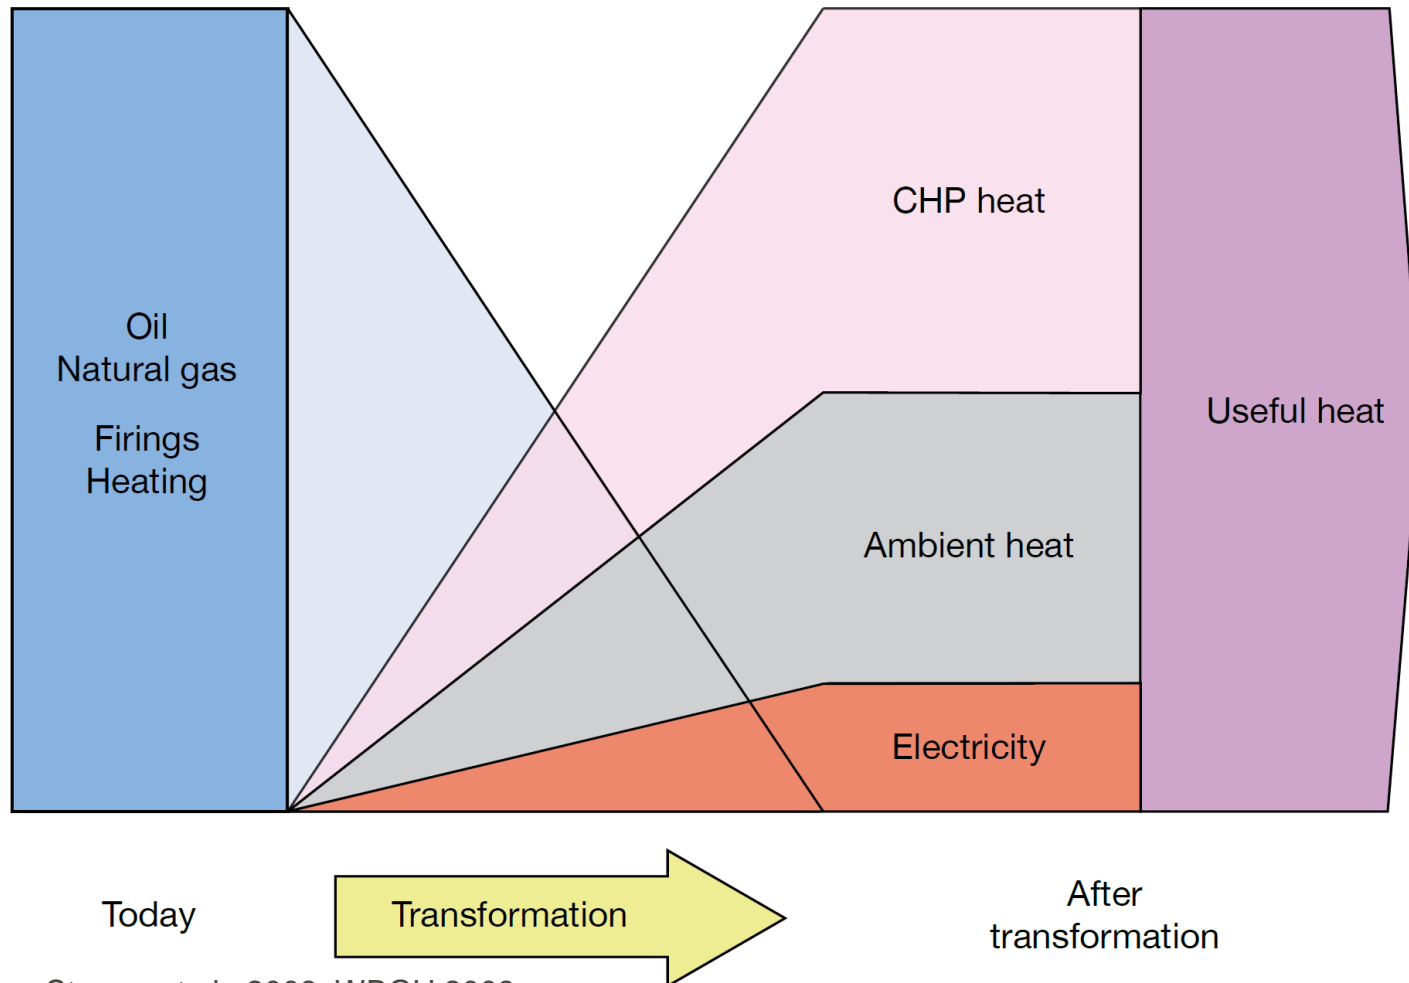 Oil
Natural gas
Firings
Heating
CHP heat
Ambient heat
Electricity
Useful heat
Today
Transformation
After
transformation